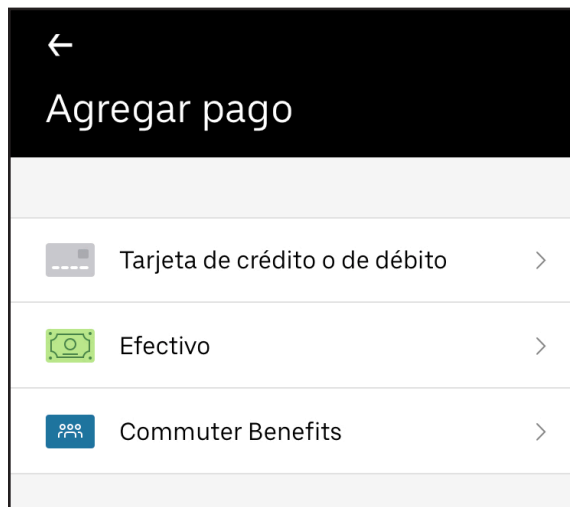 Agregar pago
Tarjeta de crédito o de débito
Efectivo
Commuter Benefits